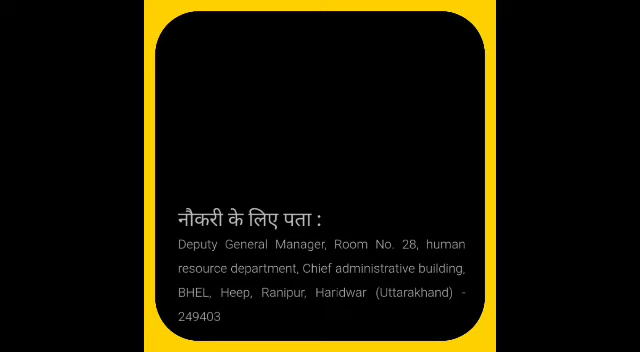 नौकरी के लिए पता :
Deputy General Manager, Room No. 28, human
resource department, Chief administrative building,
BHEL, Heep, Ranipur, Haridwar (Uttarakhand) -
249403